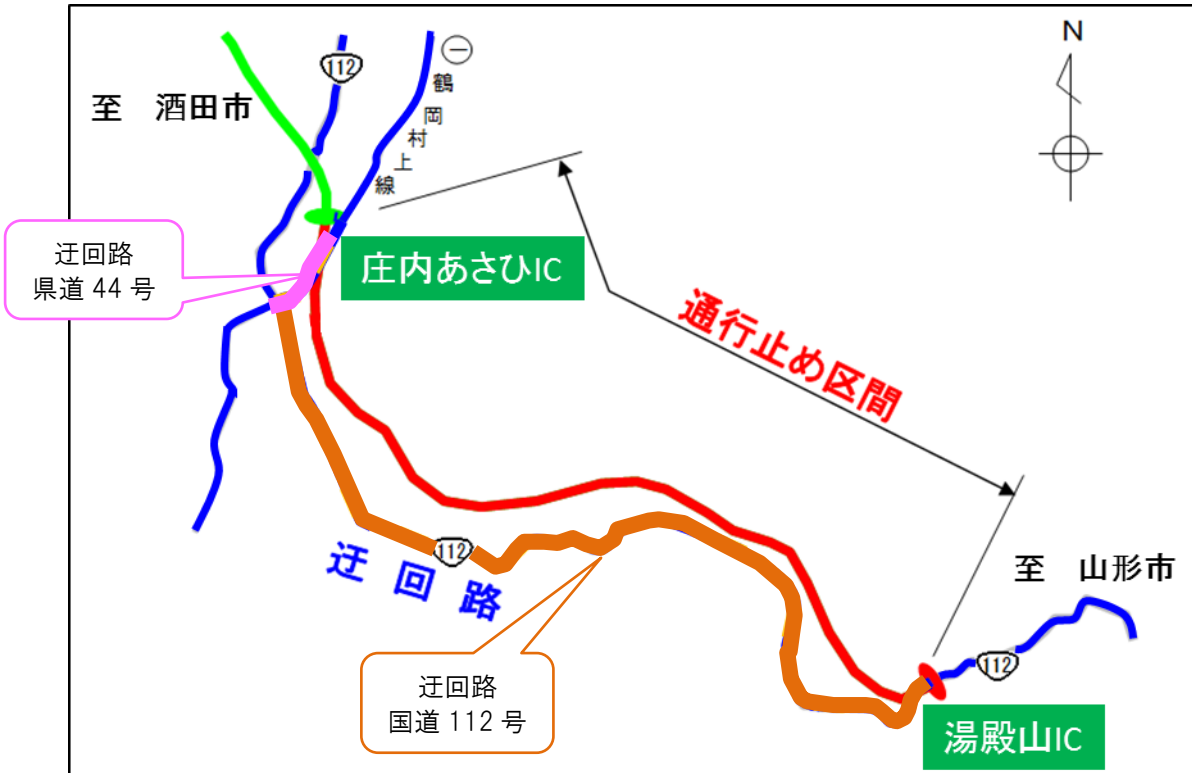 112
㊀鶴岡村上線
N
至 酒田市
迂回路
県道 44 号
庄内あさひIC
通行止め区間
112
迂回路
至 山形市
112
迂回路
国道 112 号
湯殿山IC